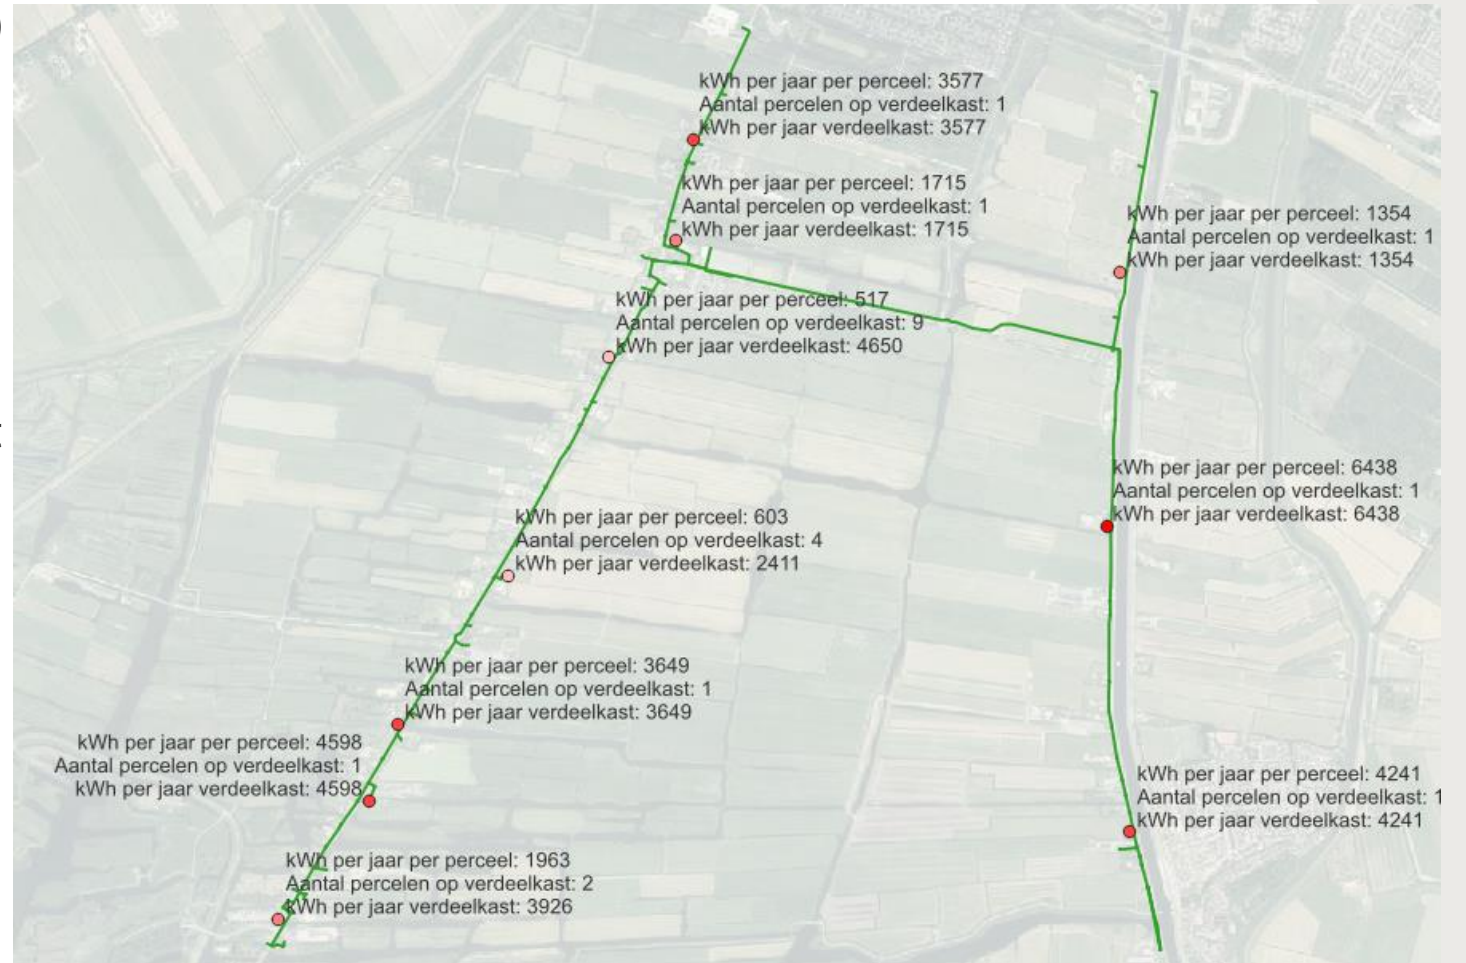 kWh per jaar per perceel: 3577
Aantal percelen op verdeelkast: 1
kWh per jaar verdeelkast: 3577
kWh per jaar per perceel: 1715
Aantal percelen op verdeelkast: 1
kWh per jaar verdeelkast: 1715
kWh per jaar per perceel: 1354
Aantal percelen op verdeelkast: 1
kWh per jaar verdeelkast: 1354
kWh per jaar per perceel: 517
Aantal percelen op verdeelkast: 9
kWh per jaar verdeelkast: 4650
kWh per jaar per perceel: 6438
Aantal percelen op verdeelkast: 1
kWh per jaar verdeelkast: 6438
kWh per jaar per perceel: 603
Aantal percelen op verdeelkast: 4
kWh per jaar verdeelkast: 2411
kWh per jaar per perceel: 3649
Aantal percelen op verdeelkast: 1
kWh per jaar verdeelkast: 3649
kWh per jaar per perceel: 4598
Aantal percelen op verdeelkast: 1
kWh per jaar verdeelkast: 4598
kWh per jaar per perceel: 4241
Aantal percelen op verdeelkast: 1
kWh per jaar verdeelkast: 4241
kWh per jaar per perceel: 1963
Aantal percelen op verdeelkast: 2
kWh per jaar verdeelkast: 3926